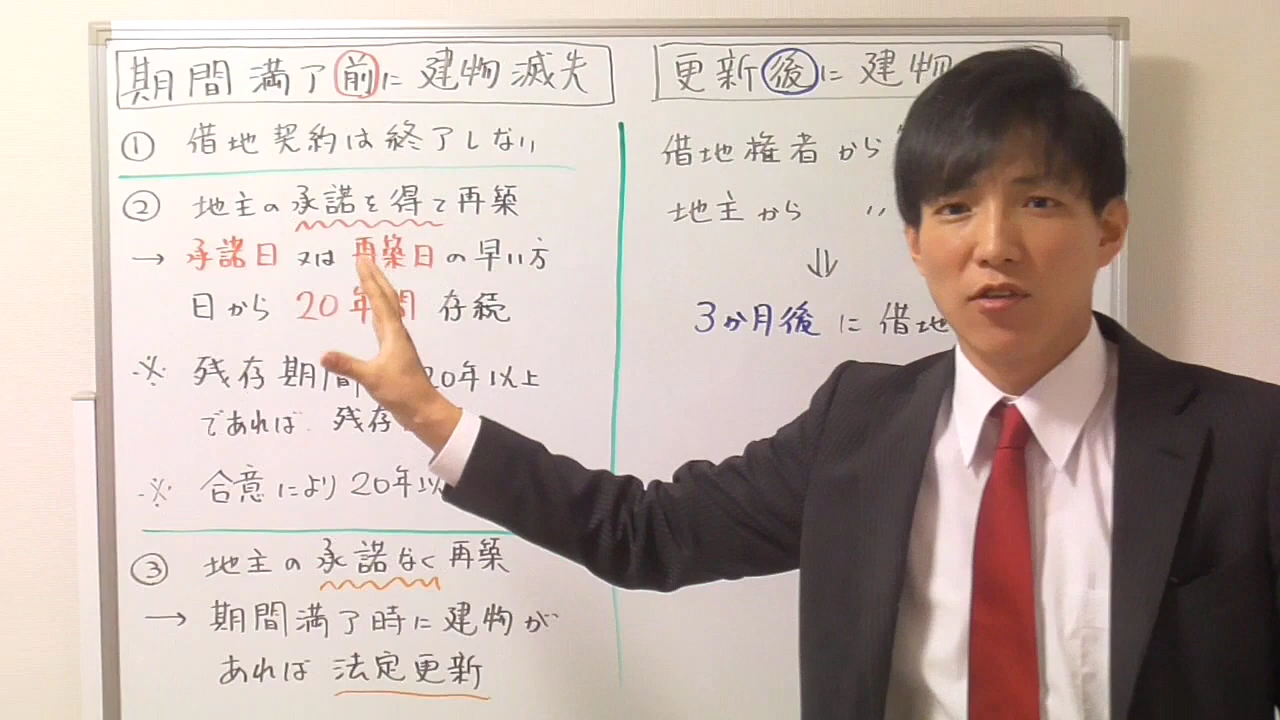 期間満了前に建物滅失
① 借地契約は終了しない
② 地主の承諾を得て再築
→ 承諾日 又は 再築日の早い方
日から 20年間 存続
※ 残存期間 20年以上
であれば 残存
※ 合意により20年以
③ 地主の承諾なく再築
→ 期間満了時に建物が
あれば 法定更新
更新後に建物
借地権者から
地主から 〃
⇓
3か月後に借地